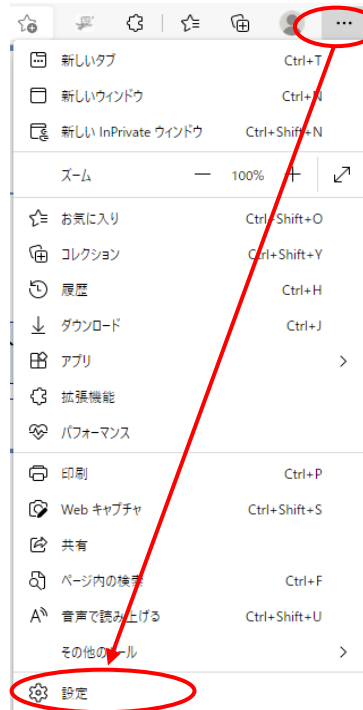 新しいタブ Ctrl+T
新しいウィンドウ Ctrl+N
新しい InPrivate ウィンドウ Ctrl+Shift+N
ズーム — 100% +
お気に入り Ctrl+Shift+O
コレクション Ctrl+Shift+Y
履歴 Ctrl+H
ダウンロード Ctrl+J
アプリ
拡張機能
パフォーマンス
印刷 Ctrl+P
Web キャプチャ Ctrl+Shift+S
共有
ページ内の検索 Ctrl+F
音声で読み上げる Ctrl+Shift+U
その他のツール
設定